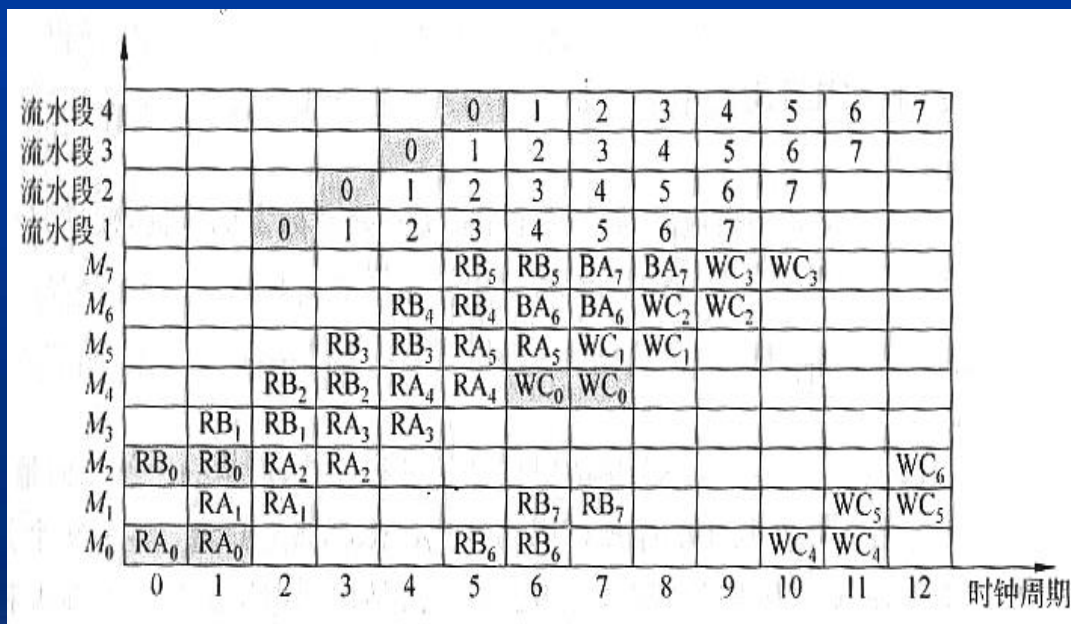 流水段 4 0 1 2 3 4 5 6 7
流水段 3 0 1 2 3 4 5 6 7
流水段 2 0 1 2 3 4 5 6 7
流水段 1 0 1 2 3 4 5 6 7
M₇ RB₅ RB₅ BA₇ BA₇ WC₃ WC₃
M₆ RB₄ RB₄ BA₆ BA₆ WC₂ WC₂
M₅ RB₃ RB₃ RA₅ RA₅ WC₁ WC₁
M₄ RB₂ RB₂ RA₄ RA₄ WC₀ WC₀
M₃ RB₁ RB₁ RA₃ RA₃
M₂ RB₀ RB₀ RA₂ RA₂ WC₆
M₁ RA₁ RA₁ RB₇ RB₇ WC₅ WC₅
M₀ RA₀ RA₀ RB₆ RB₆ WC₄ WC₄
0 1 2 3 4 5 6 7 8 9 10 11 12 时钟周期